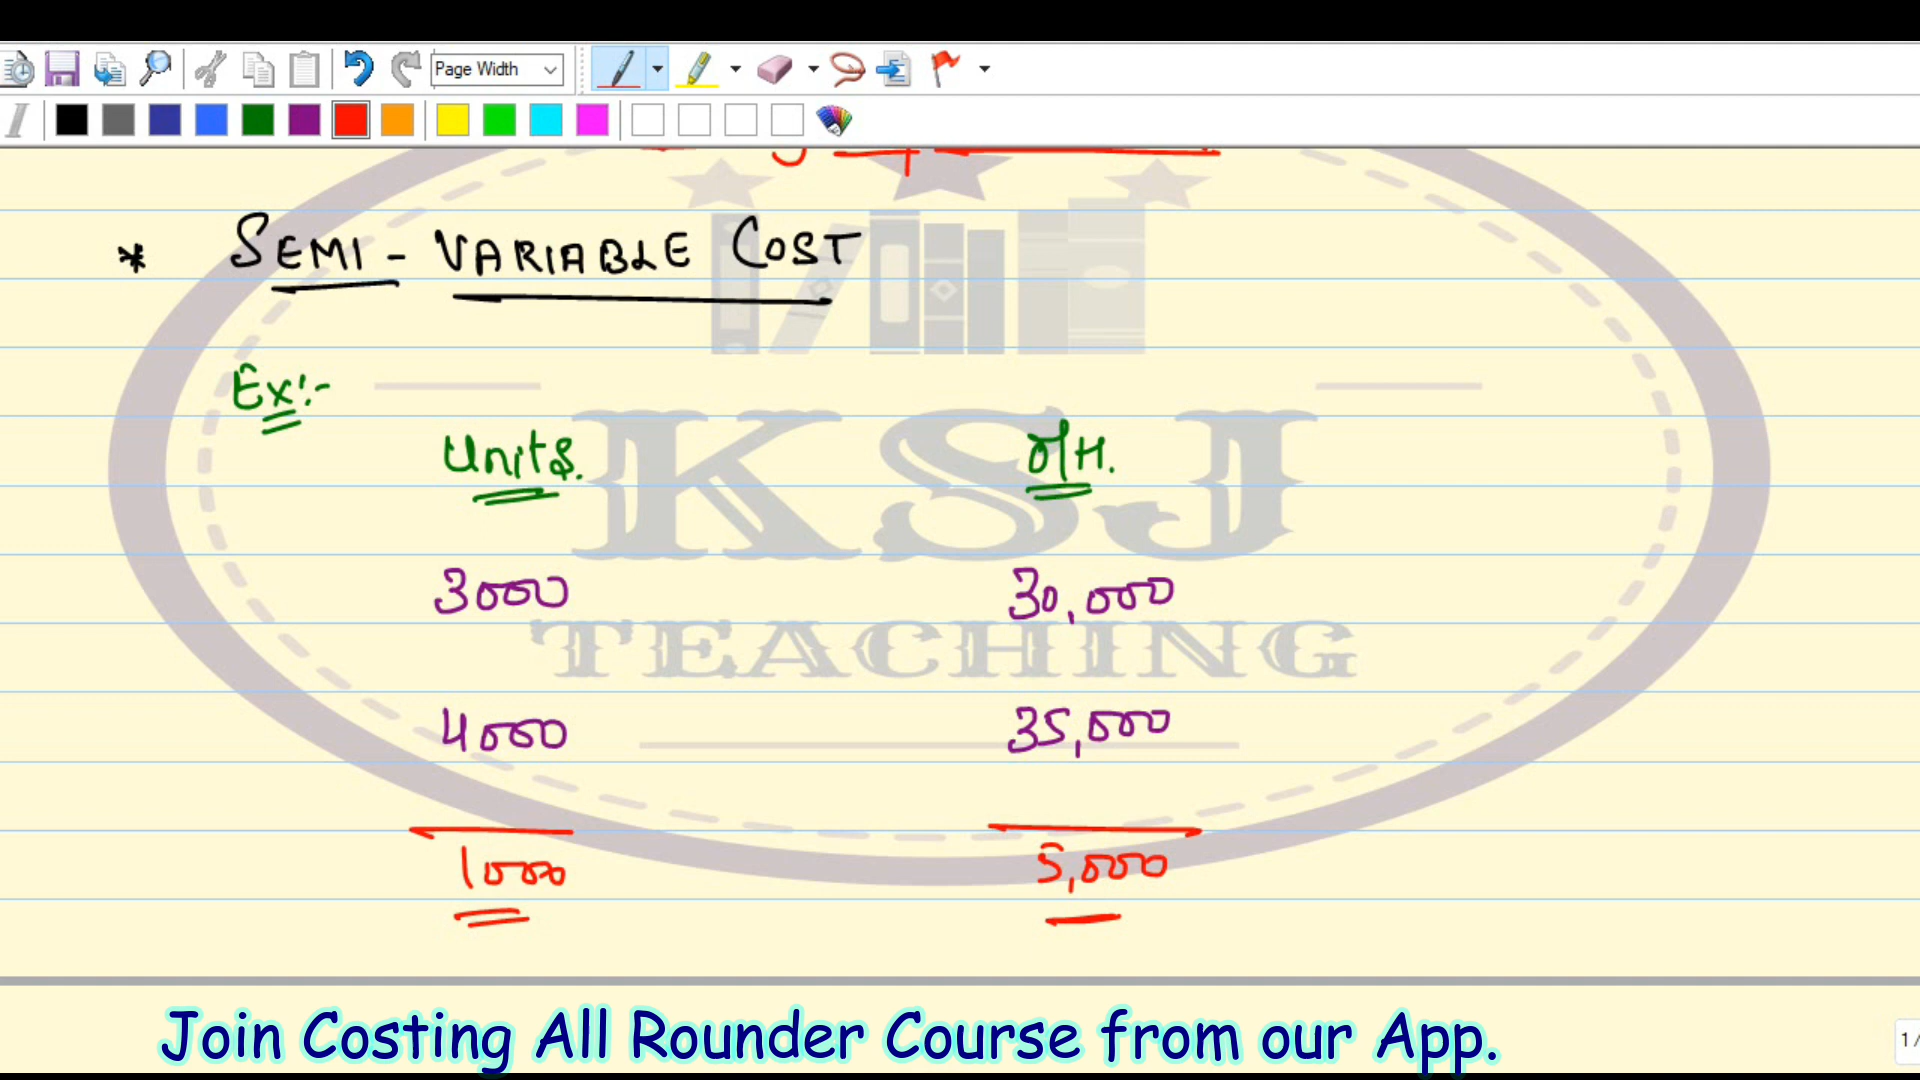 Page Width
* SEMI - VARIABLE COST
Ex:-
Units. O/H.
KSJ
3000 30,000
TEACHING
4000 35,000
1000 5,000
Join Costing All Rounder Course from our App.
1/